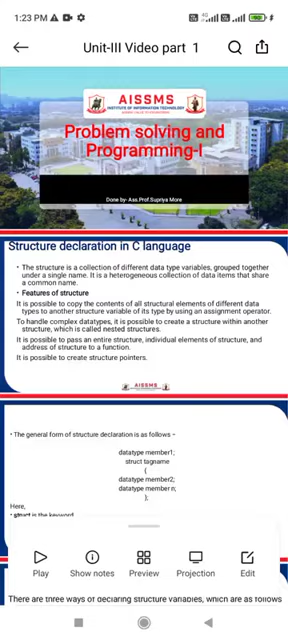 1:23 PM
Unit-III Video part 1
AISSMS
INSTITUTE OF INFORMATION TECHNOLOGY
Problem solving and
Programming-I
Done by- Ass.Prof.Supriya More
Structure declaration in C language
• The structure is a collection of different data type variables, grouped together
under a single name. It is a heterogeneous collection of data items that share
a common name.
• Features of structure
It is possible to copy the contents of all structural elements of different data
types to another structure variable of its type by using an assignment operator.
To handle complex datatypes, it is possible to create a structure within another
structure, which is called nested structures.
It is possible to pass an entire structure, individual elements of structure, and
address of structure to a function.
It is possible to create structure pointers.
AISSMS
• The general form of structure declaration is as follows −
datatype member1;
struct tagname
{
datatype member2;
datatype member n;
};
Here,
• struct is the keyword
Play
Show notes
Preview
Projection
Edit
There are three ways of declaring structure variables, which are as follows